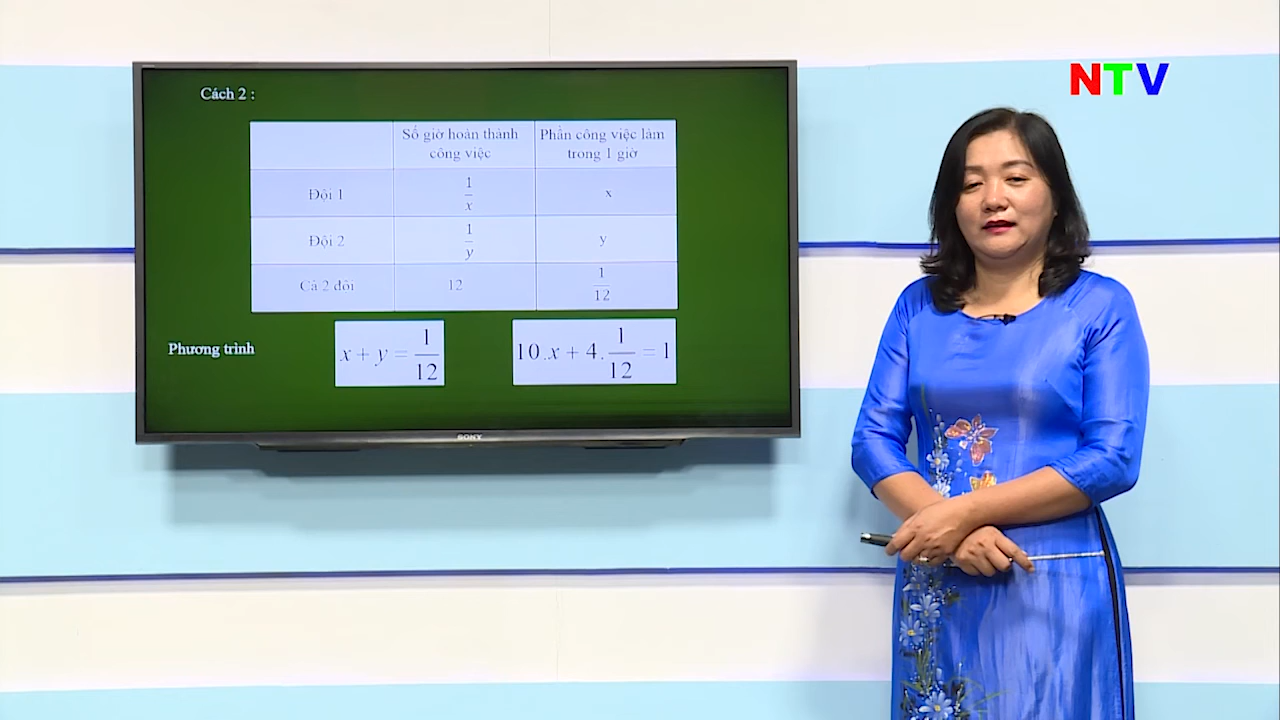 NTV
Cách 2 :
Số giờ hoàn thành công việc
Phần công việc làm trong 1 giờ
Đội 1
1/x
x
Đội 2
1/y
y
Cả 2 đôi
12
1/12
Phương trình
x + y = 1/12
10.x + 4. 1/12 = 1
SONY